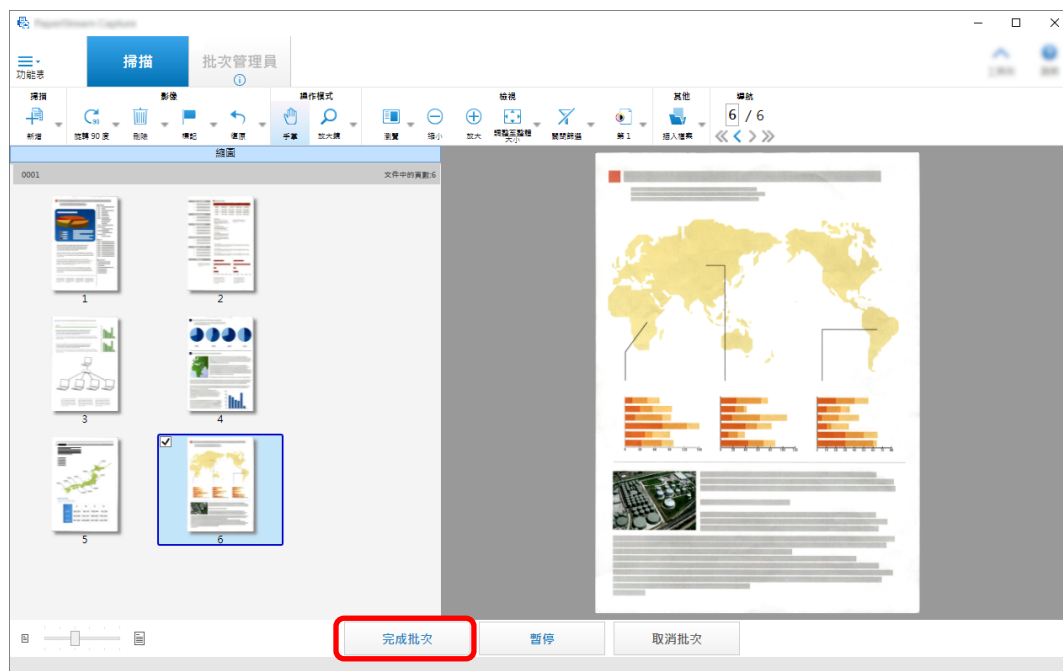 PaperStream Capture
掃描
批次管理員
功能表
掃描
影像
操作模式
檢視
其他
導航
新增
旋轉 90 度
刪除
標記
復原
手掌
放大鏡
瀏覽
縮小
放大
調整至整體大小
關閉篩選
第 1
插入檔案
6 / 6
縮圖
0001
文件中的頁數:6
1
2
3
4
5
6
完成批次
暫停
取消批次